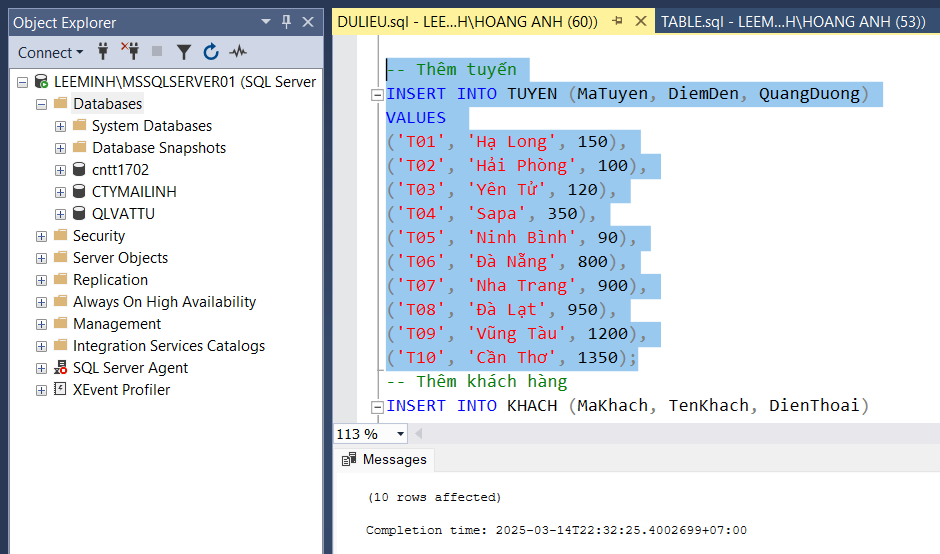 Object Explorer
Connect
LEEMINH\MSSQLSERVER01 (SQL Server
Databases
System Databases
Database Snapshots
cntt1702
CTYMAILINH
QLVATTU
Security
Server Objects
Replication
Always On High Availability
Management
Integration Services Catalogs
SQL Server Agent
XEvent Profiler
DULIEU.sql - LEE...H\HOANG ANH (60))
TABLE.sql - LEEM...H\HOANG ANH (53))
-- Thêm tuyến
INSERT INTO TUYEN (MaTuyen, DiemDen, QuangDuong)
VALUES
('T01', 'Hạ Long', 150),
('T02', 'Hải Phòng', 100),
('T03', 'Yên Tử', 120),
('T04', 'Sapa', 350),
('T05', 'Ninh Bình', 90),
('T06', 'Đà Nẵng', 800),
('T07', 'Nha Trang', 900),
('T08', 'Đà Lạt', 950),
('T09', 'Vũng Tàu', 1200),
('T10', 'Cần Thơ', 1350);
-- Thêm khách hàng
INSERT INTO KHACH (MaKhach, TenKhach, DienThoai)
113 %
Messages
(10 rows affected)
Completion time: 2025-03-14T22:32:25.4002699+07:00